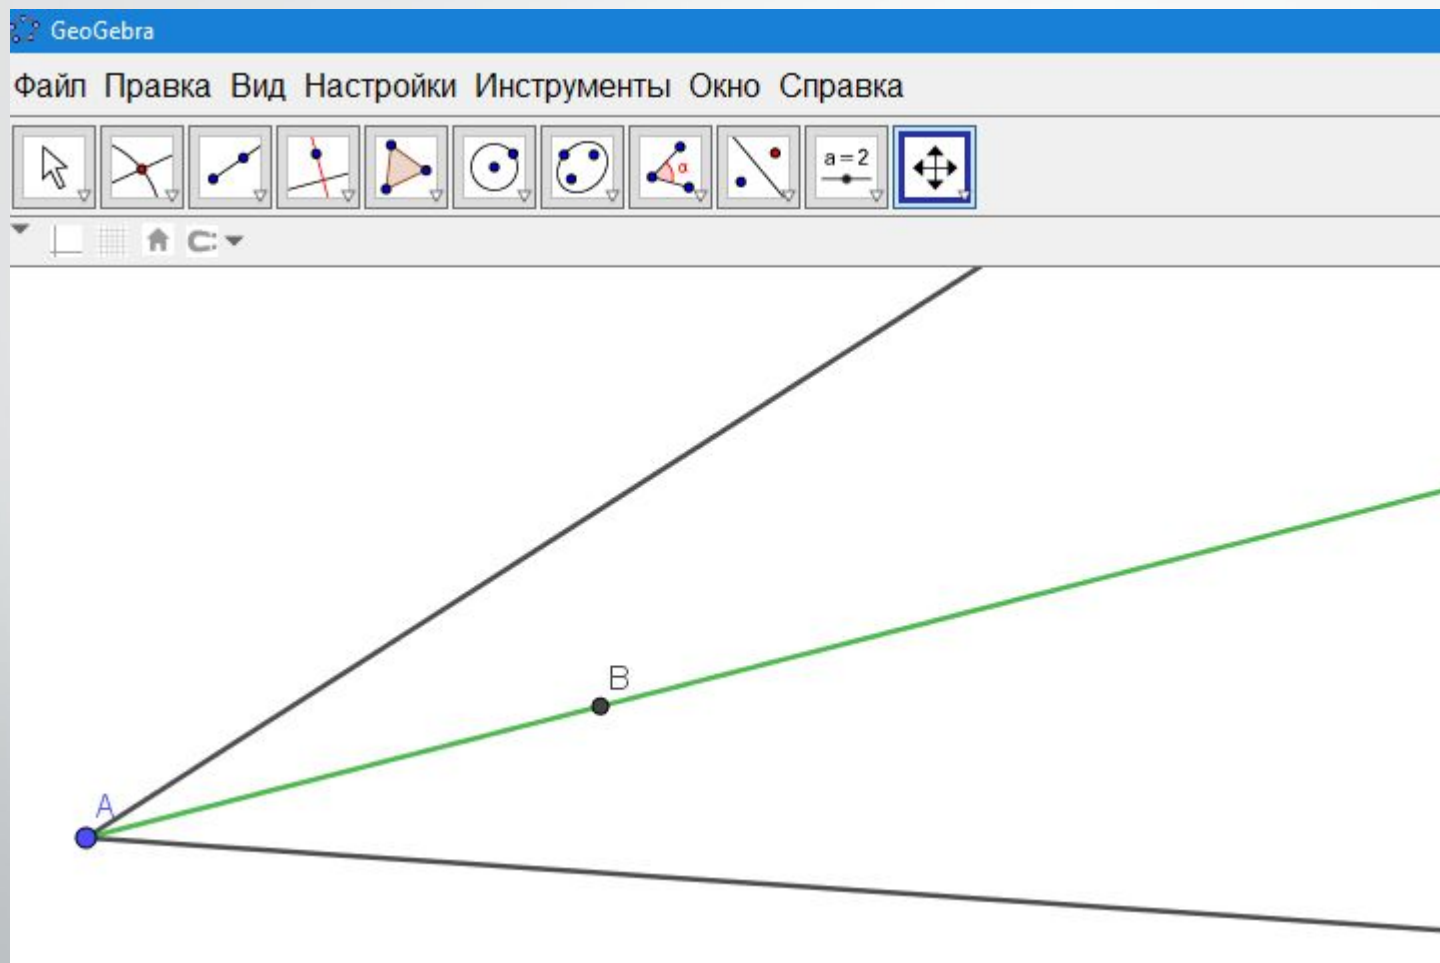 GeoGebra
Файл Правка Вид Настройки Инструменты Окно Справка
α
a=2
B
A